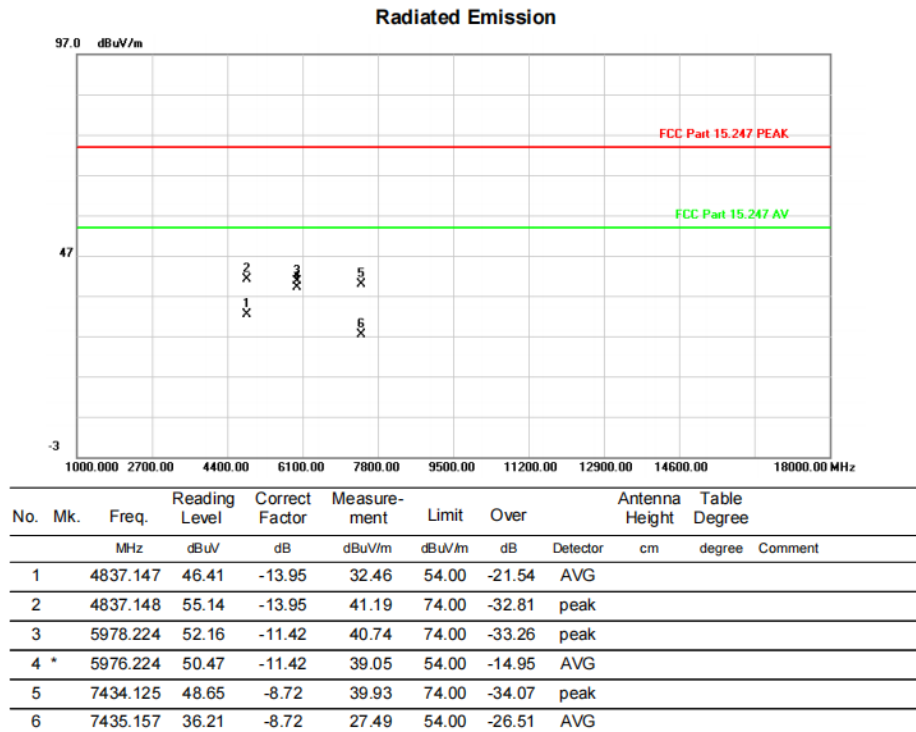 Radiated Emission
97.0 dBuV/m
FCC Part 15.247 PEAK
FCC Part 15.247 AV
47
2 3 5
4
1
6
-3
1000.000 2700.00 4400.00 6100.00 7800.00 9500.00 11200.00 12900.00 14600.00 18000.00 MHz
No. Mk. Freq. Reading Level Correct Factor Measure-ment Limit Over Antenna Height Table Degree
MHz dBuV dB dBuV/m dBuV/m dB Detector cm degree Comment
1 4837.147 46.41 -13.95 32.46 54.00 -21.54 AVG
2 4837.148 55.14 -13.95 41.19 74.00 -32.81 peak
3 5978.224 52.16 -11.42 40.74 74.00 -33.26 peak
4 * 5976.224 50.47 -11.42 39.05 54.00 -14.95 AVG
5 7434.125 48.65 -8.72 39.93 74.00 -34.07 peak
6 7435.157 36.21 -8.72 27.49 54.00 -26.51 AVG